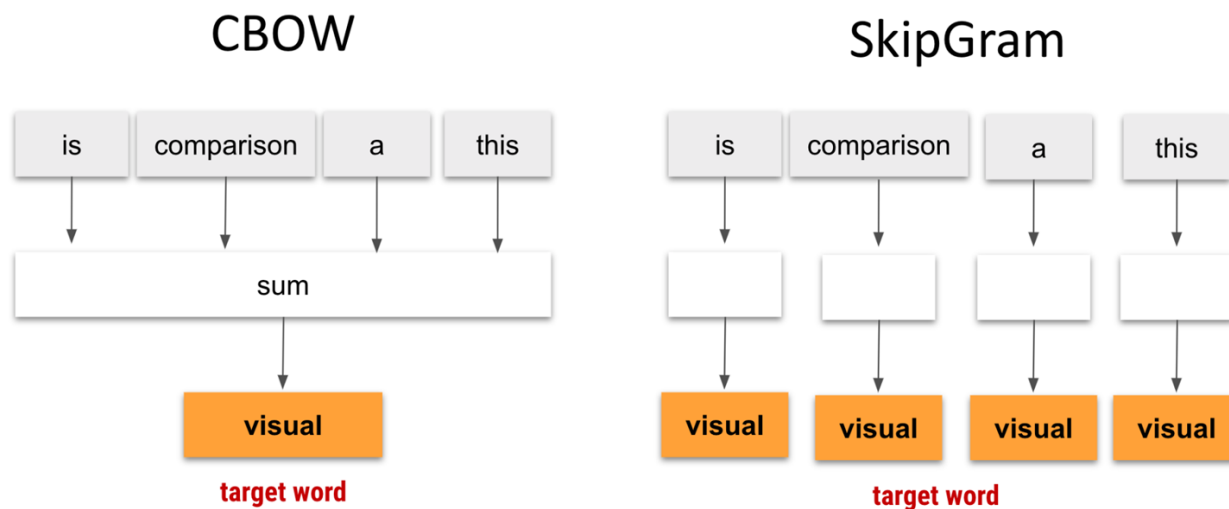 CBOW
SkipGram
is comparison a this
is comparison a this
sum
visual
visual visual visual visual
target word
target word